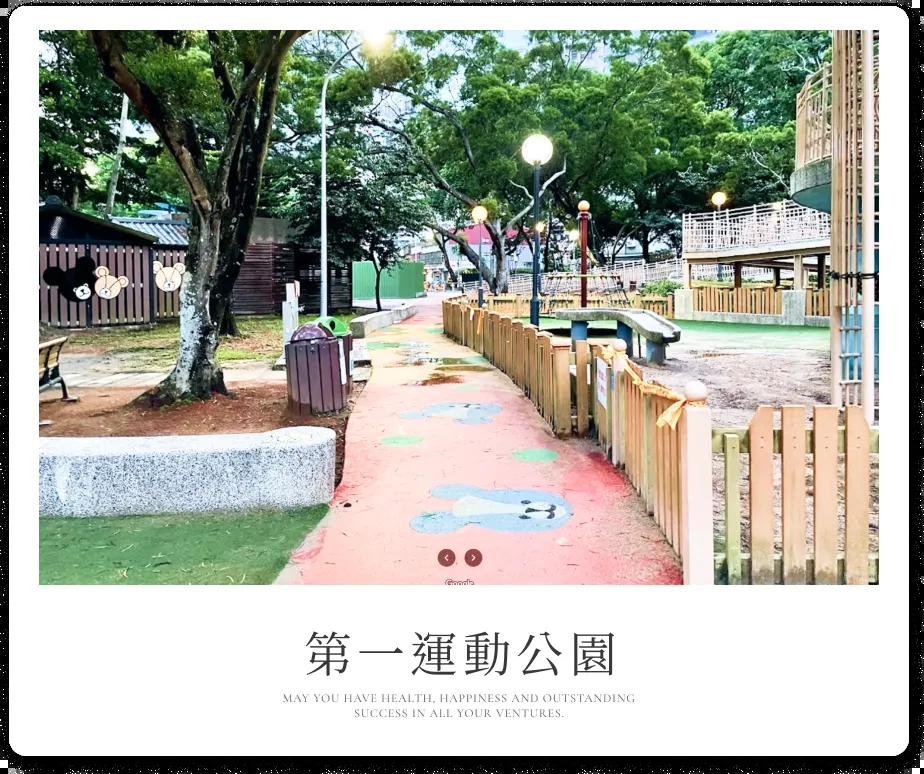 Google
第一運動公園
MAY YOU HAVE HEALTH, HAPPINESS AND OUTSTANDING
SUCCESS IN ALL YOUR VENTURES.